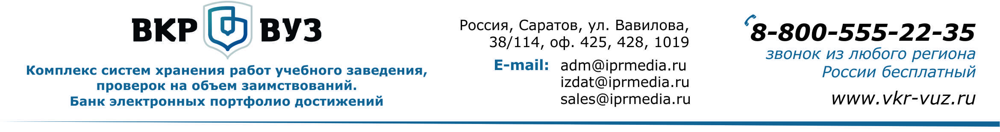 ВКР ВУЗ
Комплекс систем хранения работ учебного заведения,
проверок на объем заимствований.
Банк электронных портфолио достижений
Россия, Саратов, ул. Вавилова,
38/114, оф. 425, 428, 1019
E-mail: adm@iprmedia.ru
izdat@iprmedia.ru
sales@iprmedia.ru
8-800-555-22-35
звонок из любого региона
России бесплатный
www.vkr-vuz.ru